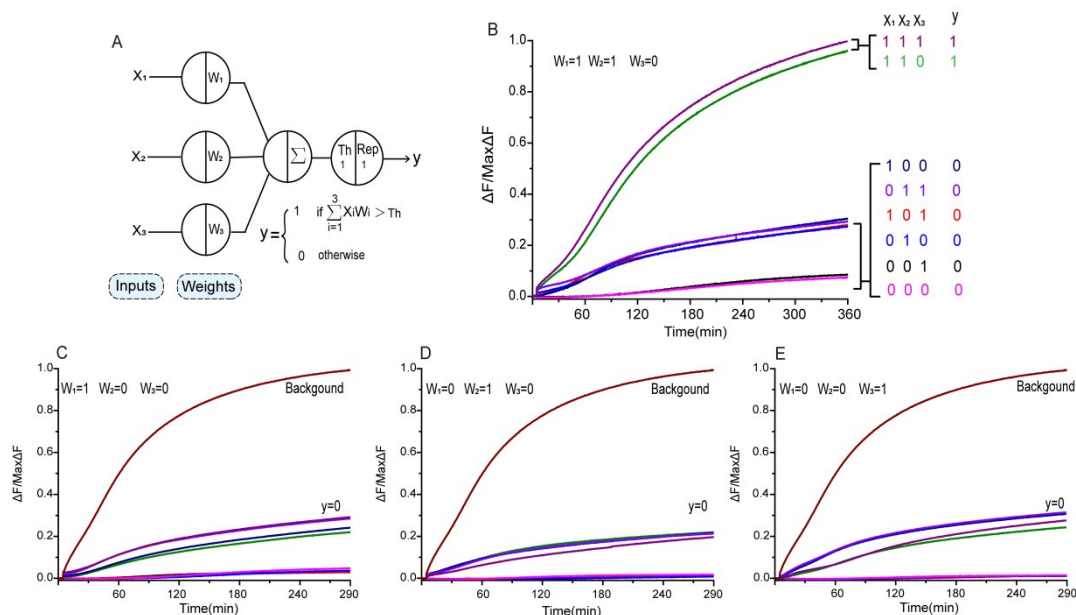 A
X₁
W₁
X₂
W₂
∑
Th 1
Rep 1
y
X₃
W₃
y= { 1 if ∑ i=1 3 XᵢWᵢ > Th
0 otherwise
Inputs Weights
B
W₁=1 W₂=1 W₃=0
ΔF/MaxΔF
1.0
0.8
0.6
0.4
0.2
0.0
60 120 180 240 300 360
Time(min)
X₁ X₂ X₃ y
1 1 1 1
1 1 0 1
1 0 0 0
0 1 1 0
1 0 1 0
0 1 0 0
0 0 1 0
0 0 0 0
C
W₁=1 W₂=0 W₃=0
Backgound
y=0
ΔF/MaxΔF
1.0
0.8
0.6
0.4
0.2
0.0
60 120 190 240 290
Time(min)
D
W₁=0 W₂=1 W₃=0
Backgound
y=0
1.0
0.8
0.6
0.4
0.2
0.0
60 120 190 240 290
Time(min)
E
W₁=0 W₂=0 W₃=1
Backgound
y=0
ΔF/MaxΔF
1.0
0.8
0.6
0.4
0.2
0.0
60 120 190 240 290
Time(min)